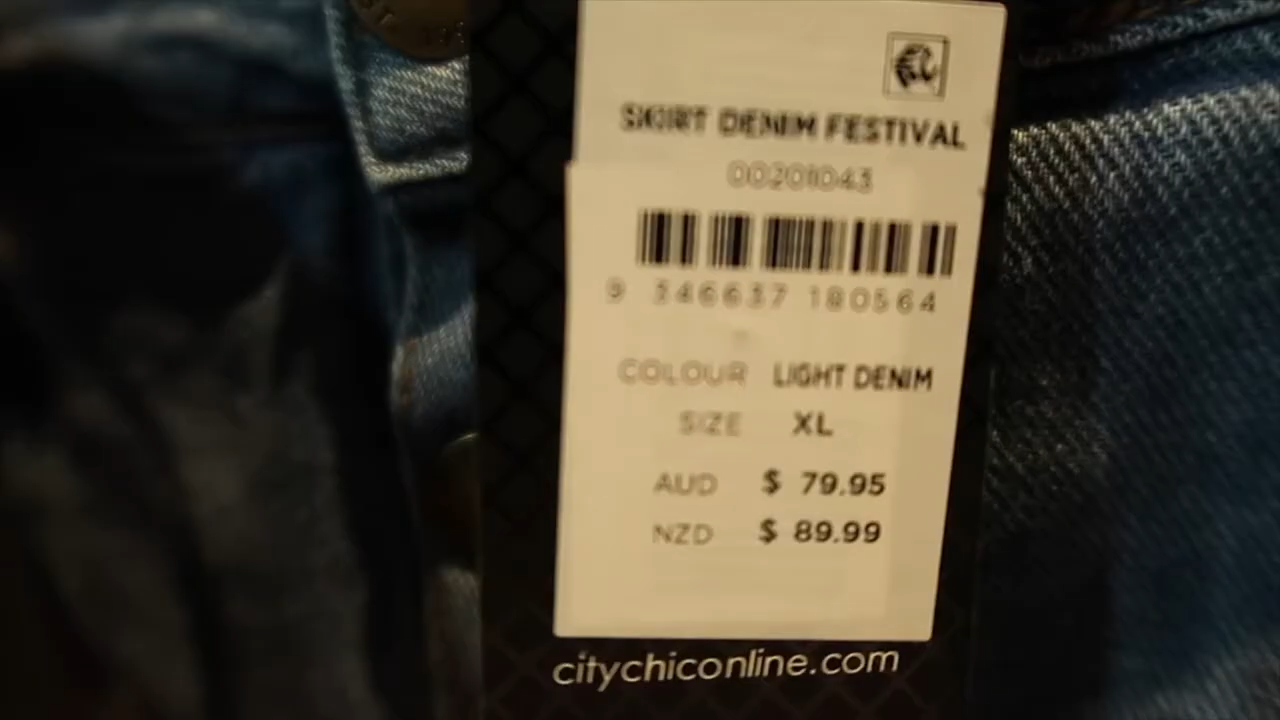 SKIRT DENIM FESTIVAL
00201043
9 346637 180564
COLOUR LIGHT DENIM
SIZE XL
AUD $ 79.95
NZD $ 89.99
citychiconline.com